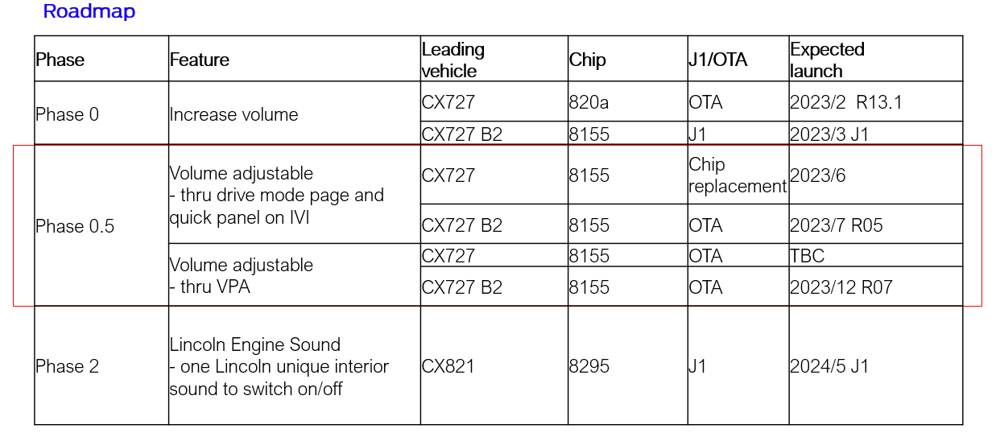 Roadmap
Phase Feature Leading vehicle Chip J1/OTA Expected launch
Phase 0 Increase volume CX727 820a OTA 2023/2 R13.1
CX727 B2 8155 J1 2023/3 J1
Phase 0.5 Volume adjustable
- thru drive mode page and
quick panel on IVI
CX727 8155 Chip replacement 2023/6
CX727 B2 8155 OTA 2023/7 R05
Volume adjustable
- thru VPA
CX727 8155 OTA TBC
CX727 B2 8155 OTA 2023/12 R07
Phase 2 Lincoln Engine Sound
- one Lincoln unique interior
sound to switch on/off
CX821 8295 J1 2024/5 J1